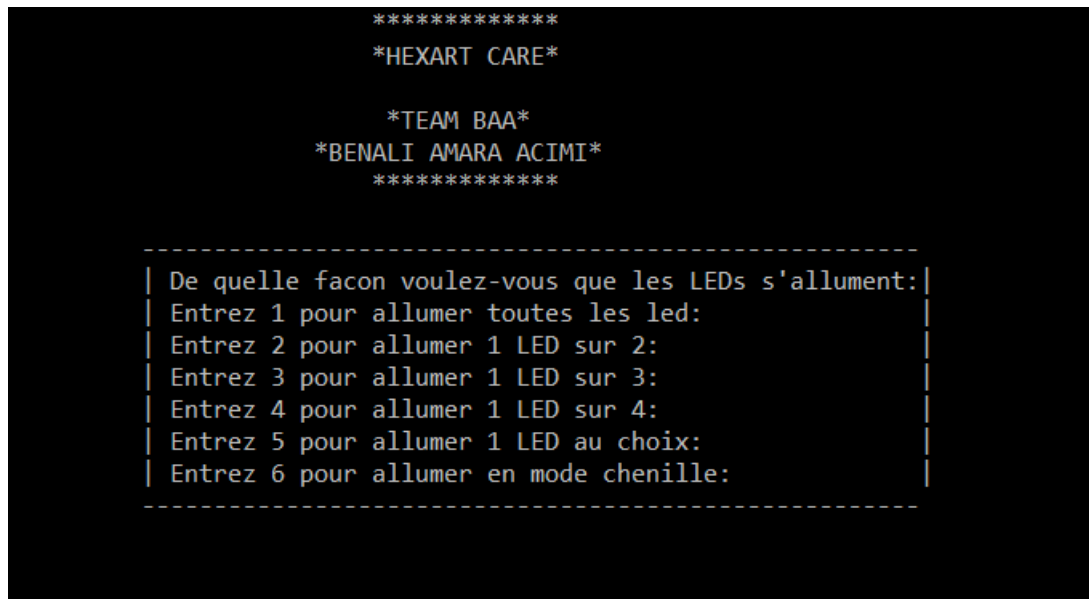 *************
*HEXART CARE*
*TEAM BAA*
*BENALI AMARA ACIMI*
*************
------------------------------------------------------
| De quelle facon voulez-vous que les LEDs s'allument:|
| Entrez 1 pour allumer toutes les led: |
| Entrez 2 pour allumer 1 LED sur 2: |
| Entrez 3 pour allumer 1 LED sur 3: |
| Entrez 4 pour allumer 1 LED sur 4: |
| Entrez 5 pour allumer 1 LED au choix: |
| Entrez 6 pour allumer en mode chenille: |
------------------------------------------------------